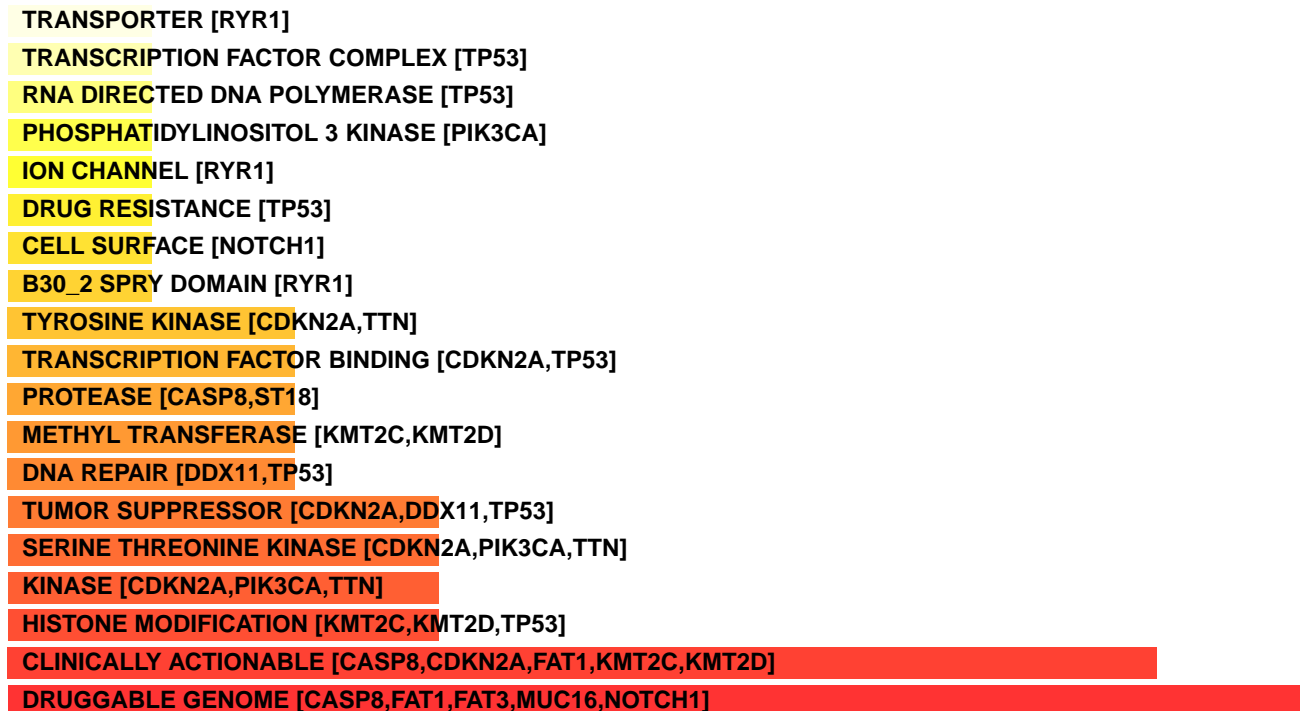 TRANSPORTER [RYR1]
TRANSCRIPTION FACTOR COMPLEX [TP53]
RNA DIRECTED DNA POLYMERASE [TP53]
PHOSPHATIDYLINOSITOL 3 KINASE [PIK3CA]
ION CHANNEL [RYR1]
DRUG RESISTANCE [TP53]
CELL SURFACE [NOTCH1]
B30_2 SPRY DOMAIN [RYR1]
TYROSINE KINASE [CDKN2A,TTN]
TRANSCRIPTION FACTOR BINDING [CDKN2A,TP53]
PROTEASE [CASP8,ST18]
METHYL TRANSFERASE [KMT2C,KMT2D]
DNA REPAIR [DDX11,TP53]
TUMOR SUPPRESSOR [CDKN2A,DDX11,TP53]
SERINE THREONINE KINASE [CDKN2A,PIK3CA,TTN]
KINASE [CDKN2A,PIK3CA,TTN]
HISTONE MODIFICATION [KMT2C,KMT2D,TP53]
CLINICALLY ACTIONABLE [CASP8,CDKN2A,FAT1,KMT2C,KMT2D]
DRUGGABLE GENOME [CASP8,FAT1,FAT3,MUC16,NOTCH1]